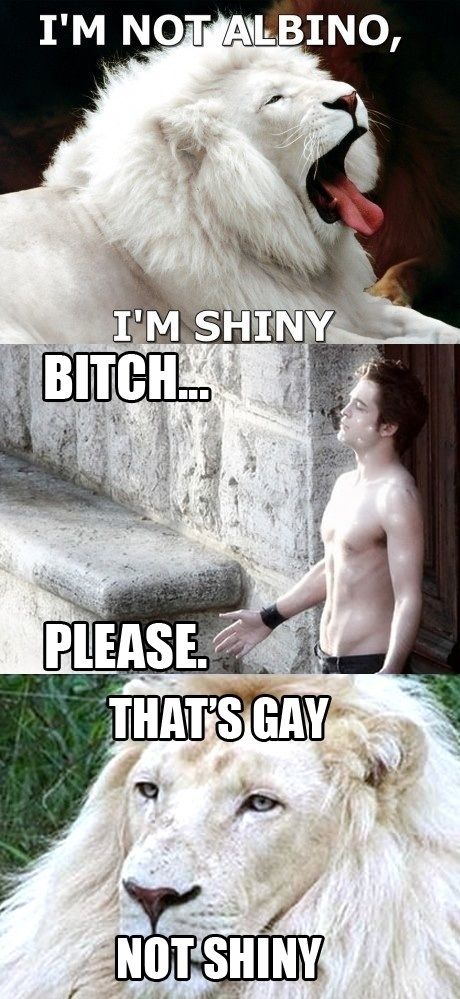 I'M NOT ALBINO,
I'M SHINY
BITCH...
PLEASE.
THAT'S GAY
NOT SHINY